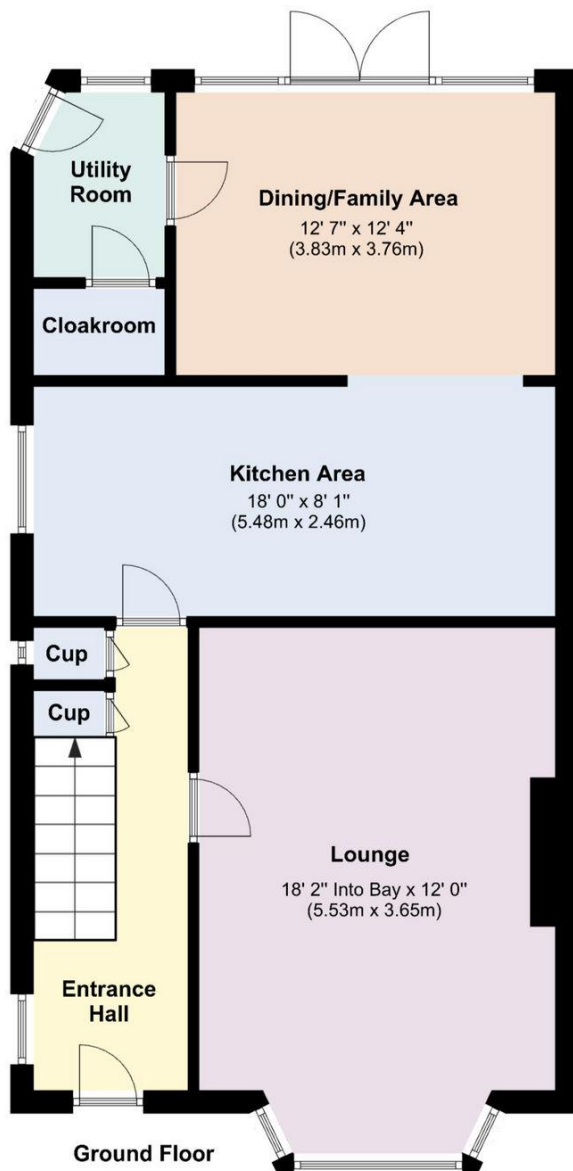 Utility
Room
Dining/Family Area
12' 7" x 12' 4"
(3.83m x 3.76m)
Cloakroom
Kitchen Area
18' 0" x 8' 1"
(5.48m x 2.46m)
Cup
Cup
Lounge
18' 2" Into Bay x 12' 0"
(5.53m x 3.65m)
Entrance
Hall
Ground Floor